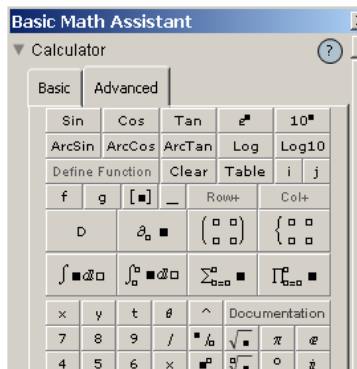 Basic Math Assistant
▼ Calculator ?
Basic Advanced
Sin Cos Tan ℯ^■ 10^■
ArcSin ArcCos ArcTan Log Log10
Define Function Clear Table i j
f g [■] _ Row+ Col+
D ∂□ ■ (□ □ □ □) { □ □ □ □
∫■ⅆ□ ∫□^□ ■ⅆ□ Σ□=□^□ ■ Π□=□^□ ■
x y t θ ^ Documentation
7 8 9 / ■/□ √■ π ℯ
4 5 6 × ■^□ □√■ ° ⅈ